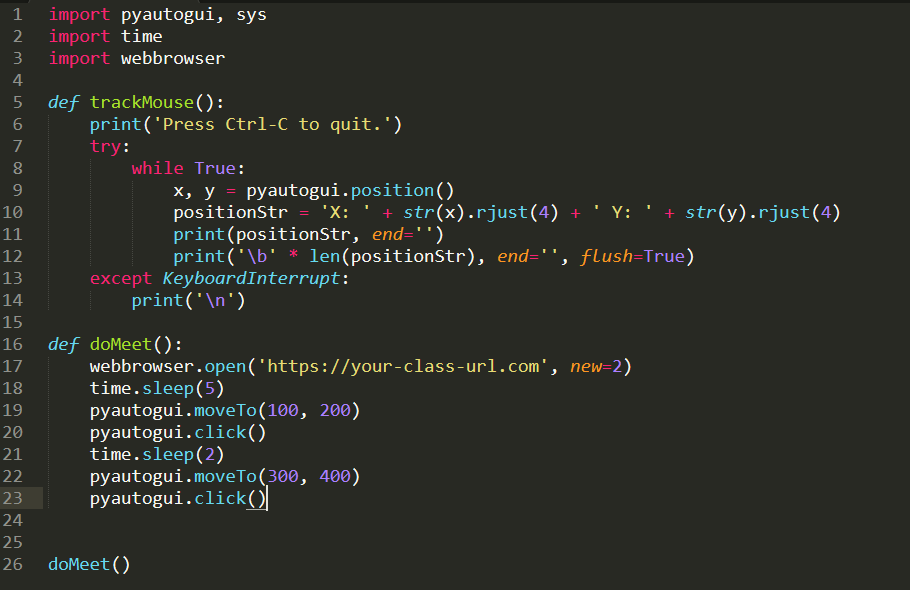 1 import pyautogui, sys
2 import time
3 import webbrowser
4
5 def trackMouse():
6     print('Press Ctrl-C to quit.')
7     try:
8         while True:
9             x, y = pyautogui.position()
10             positionStr = 'X: ' + str(x).rjust(4) + ' Y: ' + str(y).rjust(4)
11             print(positionStr, end='')
12             print('\b' * len(positionStr), end='', flush=True)
13     except KeyboardInterrupt:
14         print('\n')
15
16 def doMeet():
17     webbrowser.open('https://your-class-url.com', new=2)
18     time.sleep(5)
19     pyautogui.moveTo(100, 200)
20     pyautogui.click()
21     time.sleep(2)
22     pyautogui.moveTo(300, 400)
23     pyautogui.click()
24
25
26 doMeet()